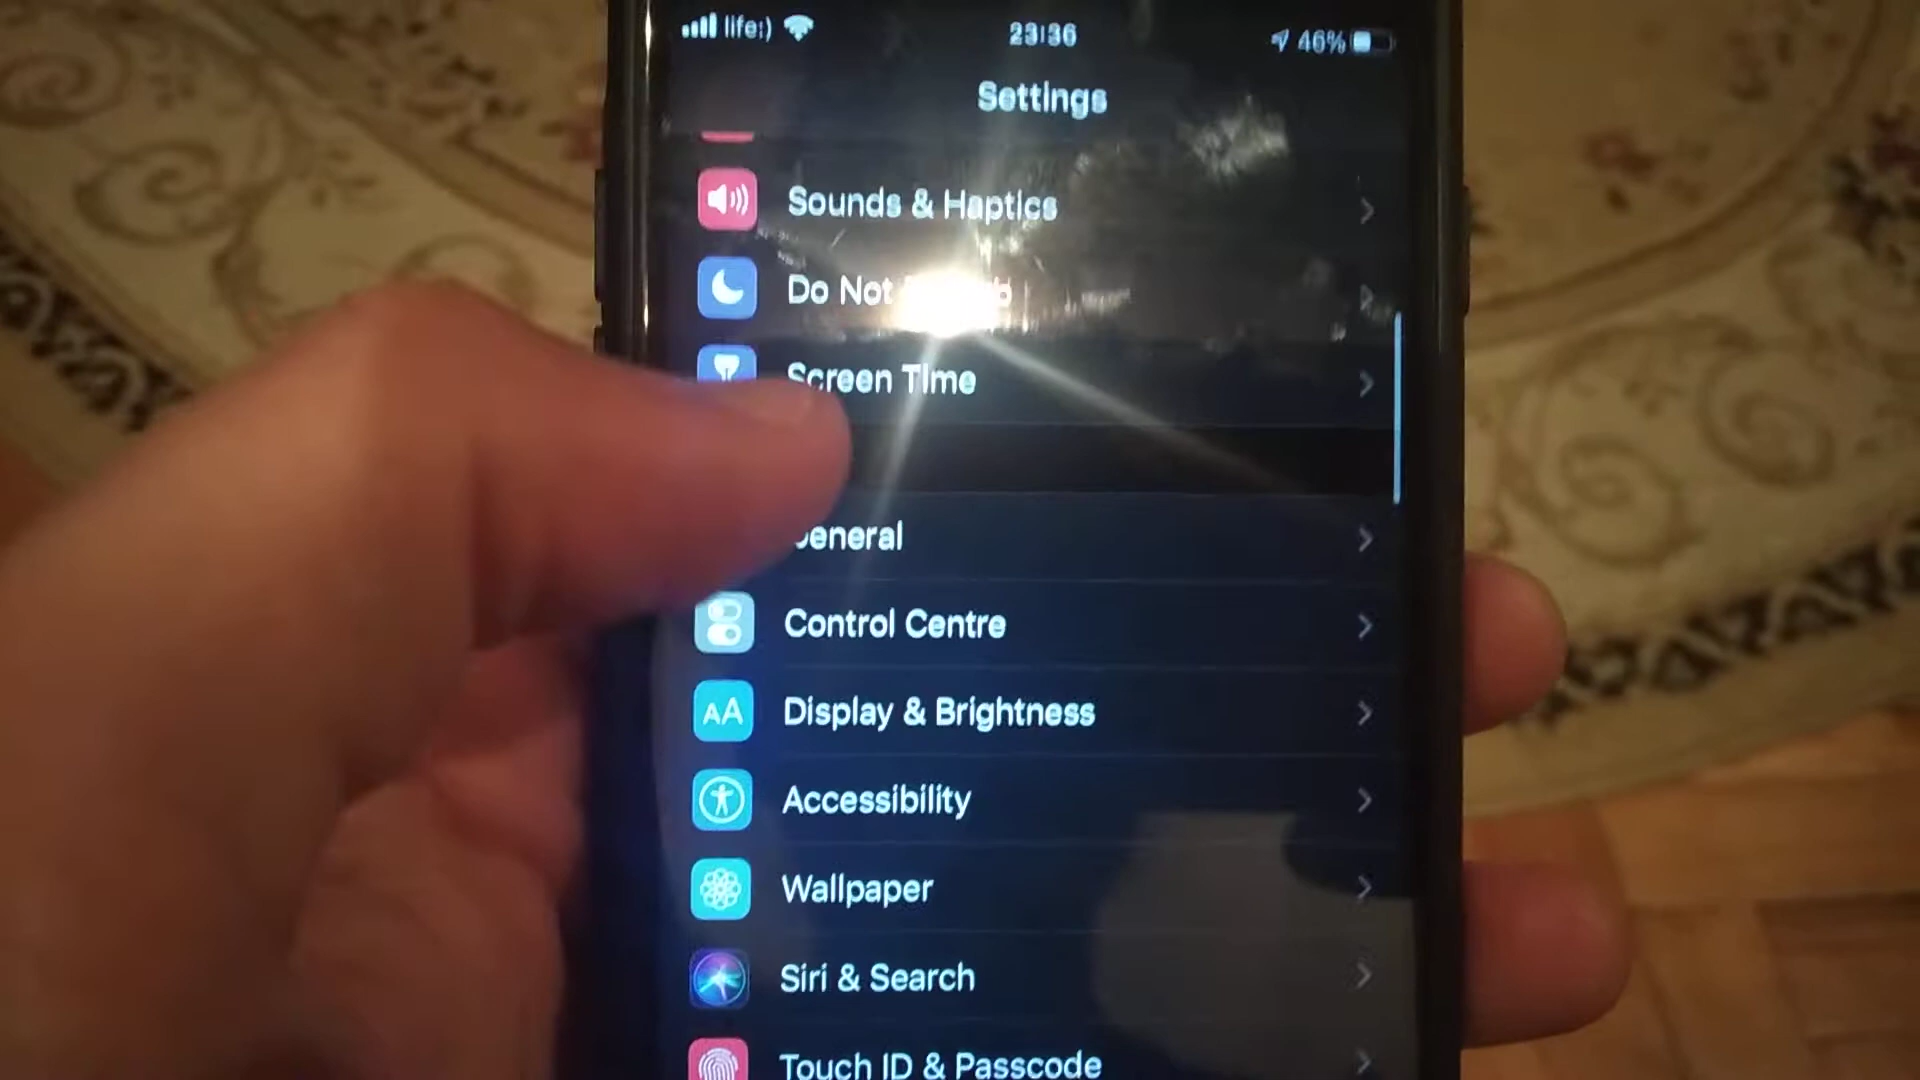 life:) 23:36 46%
Settings
Sounds & Haptics
Do Not
Screen Time
General
Control Centre
AA Display & Brightness
Accessibility
Wallpaper
Siri & Search
Touch ID & Passcode